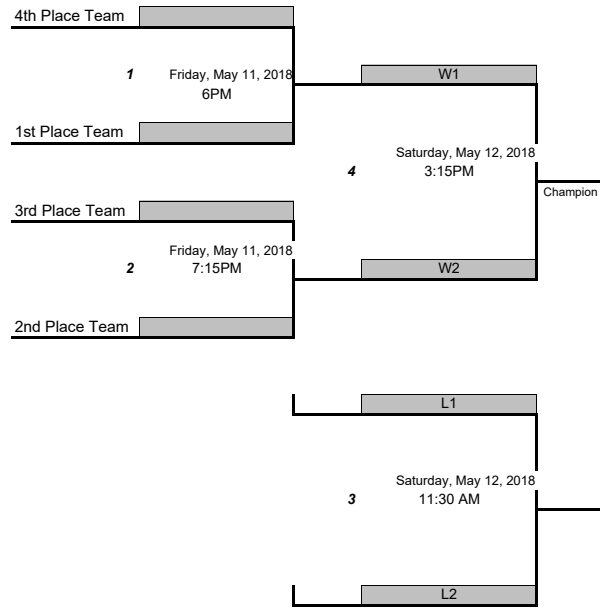 4th Place Team
1 Friday, May 11, 2018
6PM
W1
1st Place Team
Saturday, May 12, 2018
4 3:15PM
Champion
3rd Place Team
Friday, May 11, 2018
2 7:15PM
W2
2nd Place Team
L1
Saturday, May 12, 2018
3 11:30 AM
L2